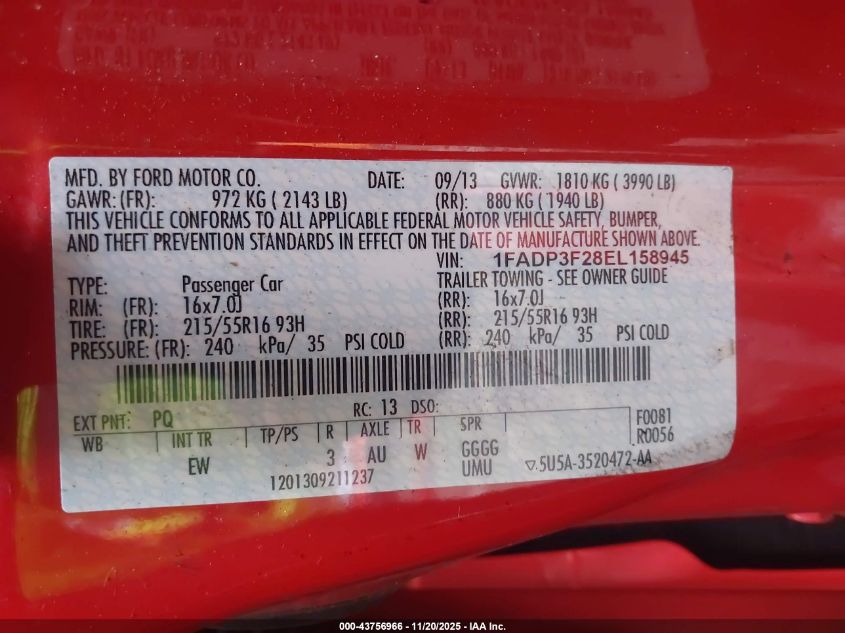 MFD. BY FORD MOTOR CO. DATE: 09/13 GVWR: 1810 KG ( 3990 LB)
GAWR: (FR): 972 KG ( 2143 LB) (RR): 880 KG ( 1940 LB)
THIS VEHICLE CONFORMS TO ALL APPLICABLE FEDERAL MOTOR VEHICLE SAFETY, BUMPER,
AND THEFT PREVENTION STANDARDS IN EFFECT ON THE DATE OF MANUFACTURE SHOWN ABOVE.
VIN: 1FADP3F28EL158945
TYPE: Passenger Car TRAILER TOWING - SEE OWNER GUIDE
RIM: (FR): 16x7.0J (RR): 16x7.0J
TIRE: (FR): 215/55R16 93H (RR): 215/55R16 93H
PRESSURE: (FR): 240 kPa/ 35 PSI COLD (RR): 240 kPa/ 35 PSI COLD
EXT PNT: PQ RC: 13 DSO: F0081
WB INT TR TP/PS R AXLE TR SPR R0056
EW 3 AU W GGGG
UMU ▽.5U5A-3520472-AA
1201309211237
000-43756966 - 11/20/2025 - IAA Inc.